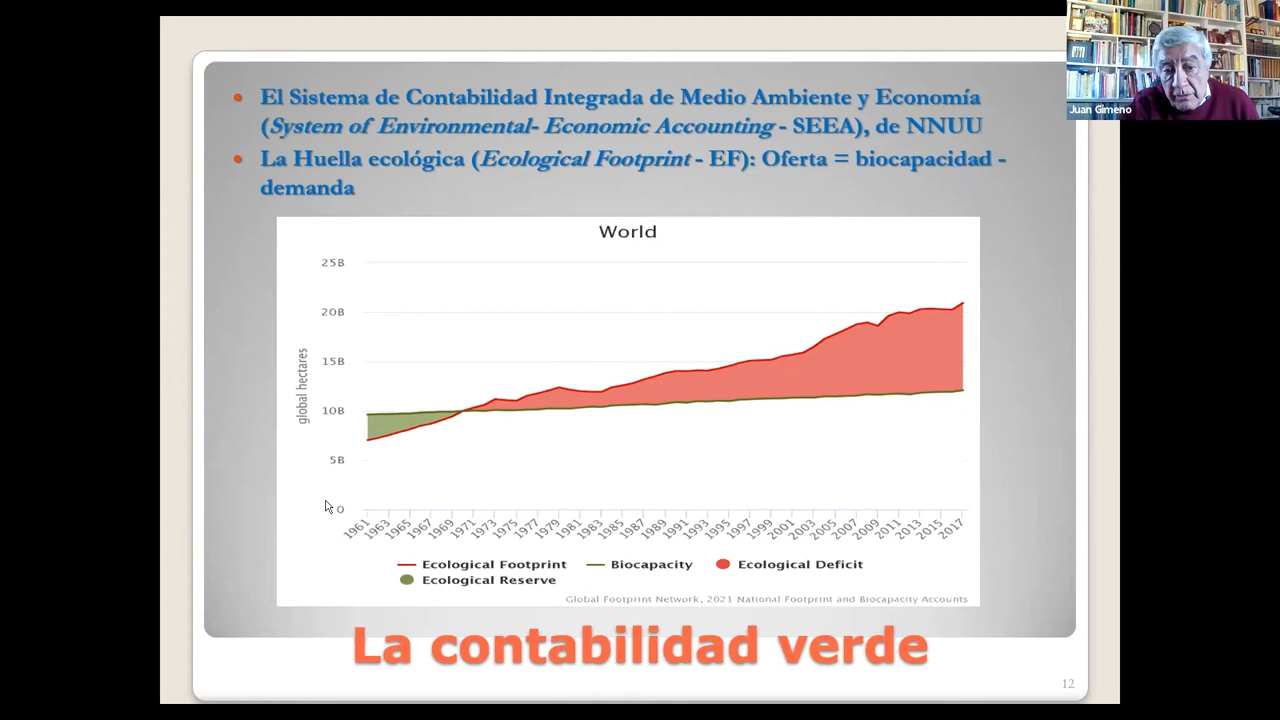 El Sistema de Contabilidad Integrada de Medio Ambiente y Economía
(System of Environmental- Economic Accounting - SEEA), de NNUU
La Huella ecológica (Ecological Footprint - EF): Oferta = biocapacidad -
demanda
Juan Gimeno
World
25B
20B
15B
10B
5B
0
global hectares
1961
1963
1965
1967
1969
1971
1973
1975
1977
1979
1981
1983
1985
1987
1989
1991
1993
1995
1997
1999
2001
2003
2005
2007
2009
2011
2013
2015
2017
Ecological Footprint
Biocapacity
Ecological Deficit
Ecological Reserve
Global Footprint Network, 2021 National Footprint and Biocapacity Accounts
La contabilidad verde
12